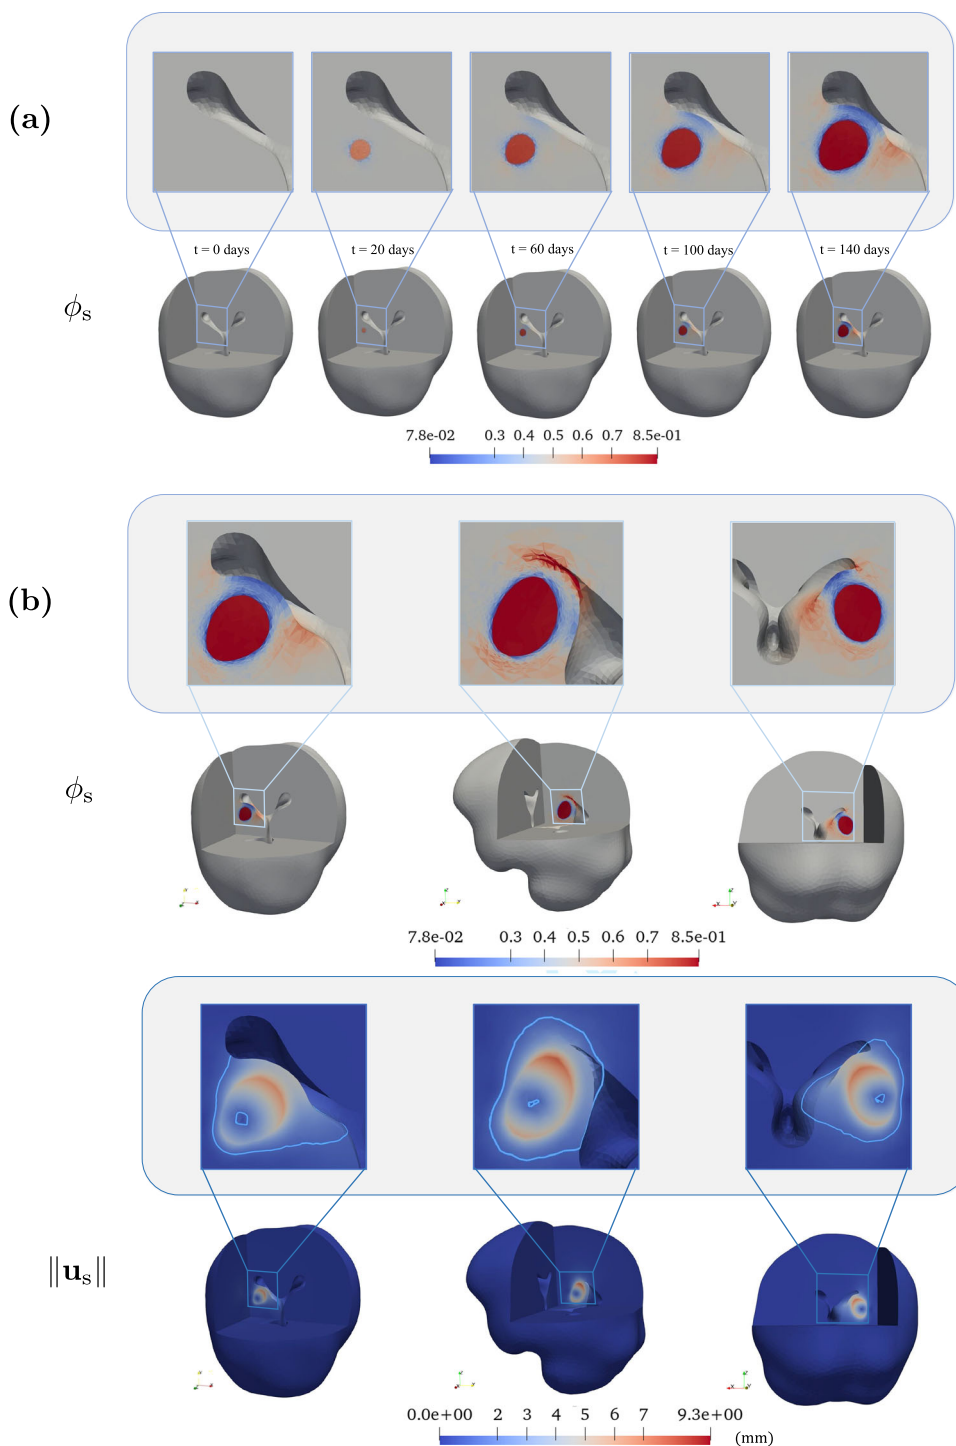 (a)
t = 0 days t = 20 days t = 60 days t = 100 days t = 140 days
ϕₛ
7.8e-02 0.3 0.4 0.5 0.6 0.7 8.5e-01
(b)
ϕₛ
7.8e-02 0.3 0.4 0.5 0.6 0.7 8.5e-01
‖uₛ‖
0.0e+00 2 3 4 5 6 7 9.3e+00 (mm)